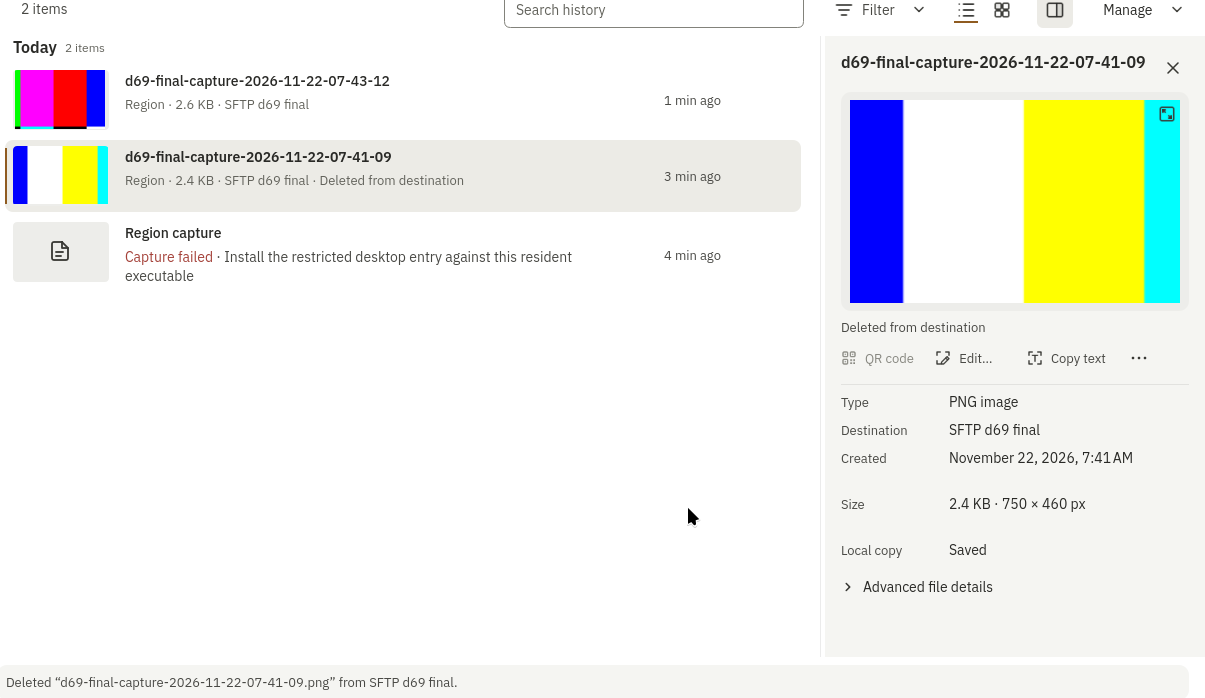 2 items
Search history
Filter
Manage
Today 2 items
d69-final-capture-2026-11-22-07-43-12
Region · 2.6 KB · SFTP d69 final
1 min ago
d69-final-capture-2026-11-22-07-41-09
Region · 2.4 KB · SFTP d69 final · Deleted from destination
3 min ago
Region capture
Capture failed · Install the restricted desktop entry against this resident
executable
4 min ago
d69-final-capture-2026-11-22-07-41-09
Deleted from destination
QR code
Edit...
Copy text
Type PNG image
Destination SFTP d69 final
Created November 22, 2026, 7:41 AM
Size 2.4 KB · 750 × 460 px
Local copy Saved
Advanced file details
Deleted “d69-final-capture-2026-11-22-07-41-09.png” from SFTP d69 final.